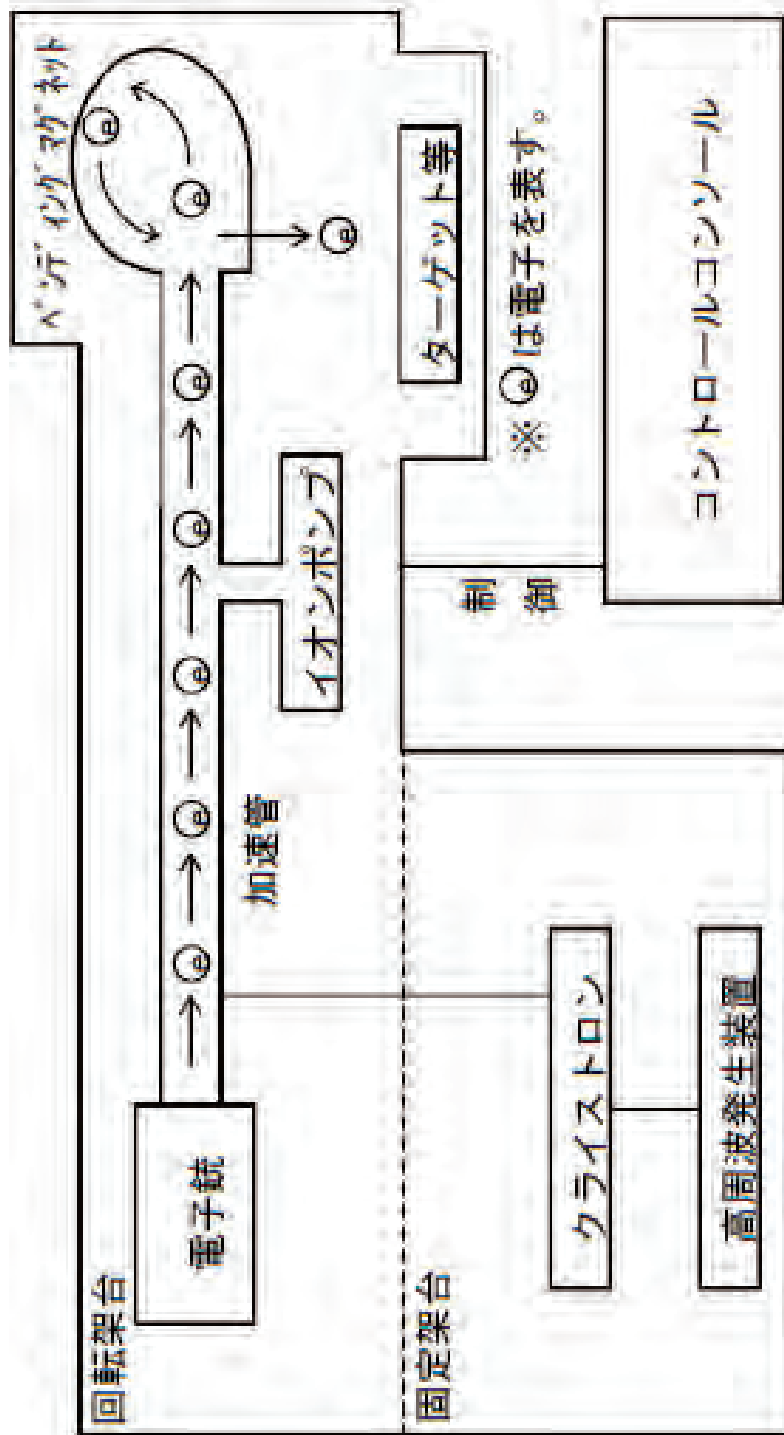 ベンディングマグネット
回転架台
電子銃
加速管
イオンポンプ
ターゲット等
※eは電子を表す。
固定架台
クライストロン
高周波発生装置
制御
コントロールコンソール